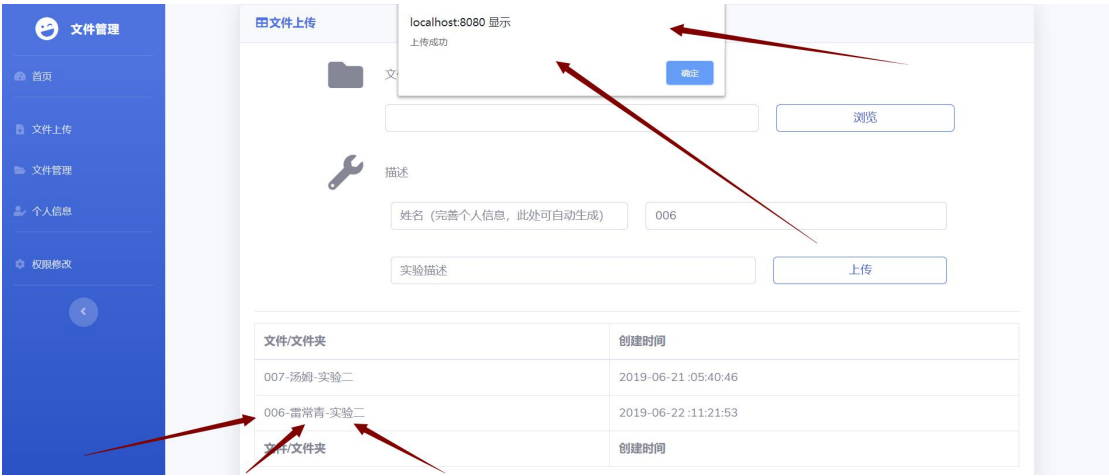 文件管理
首页
文件上传
文件管理
个人信息
权限修改
文件上传
localhost:8080 显示
上传成功
确定
文
浏览
描述
姓名（完善个人信息，此处可自动生成） 006
实验描述 上传
文件/文件夹 创建时间
007-汤姆-实验二 2019-06-21 :05:40:46
006-雷常青-实验二 2019-06-22 :11:21:53
文件/文件夹 创建时间